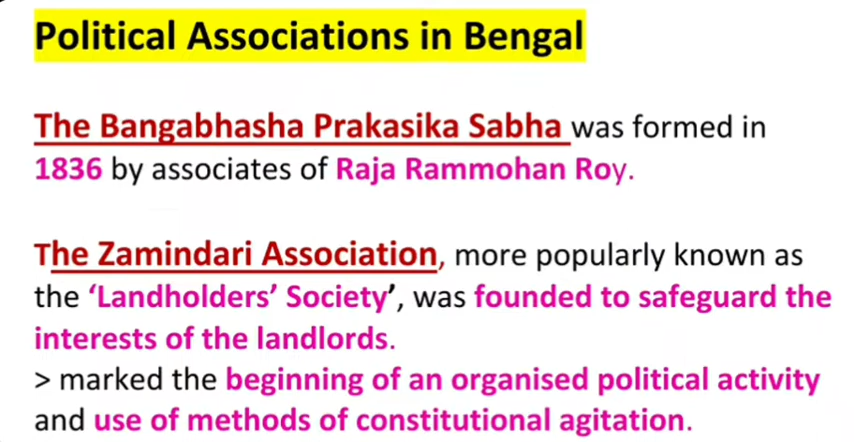 Political Associations in Bengal
The Bangabhasha Prakasika Sabha was formed in
1836 by associates of Raja Rammohan Roy.
The Zamindari Association, more popularly known as
the ‘Landholders’ Society’, was founded to safeguard the
interests of the landlords.
> marked the beginning of an organised political activity
and use of methods of constitutional agitation.